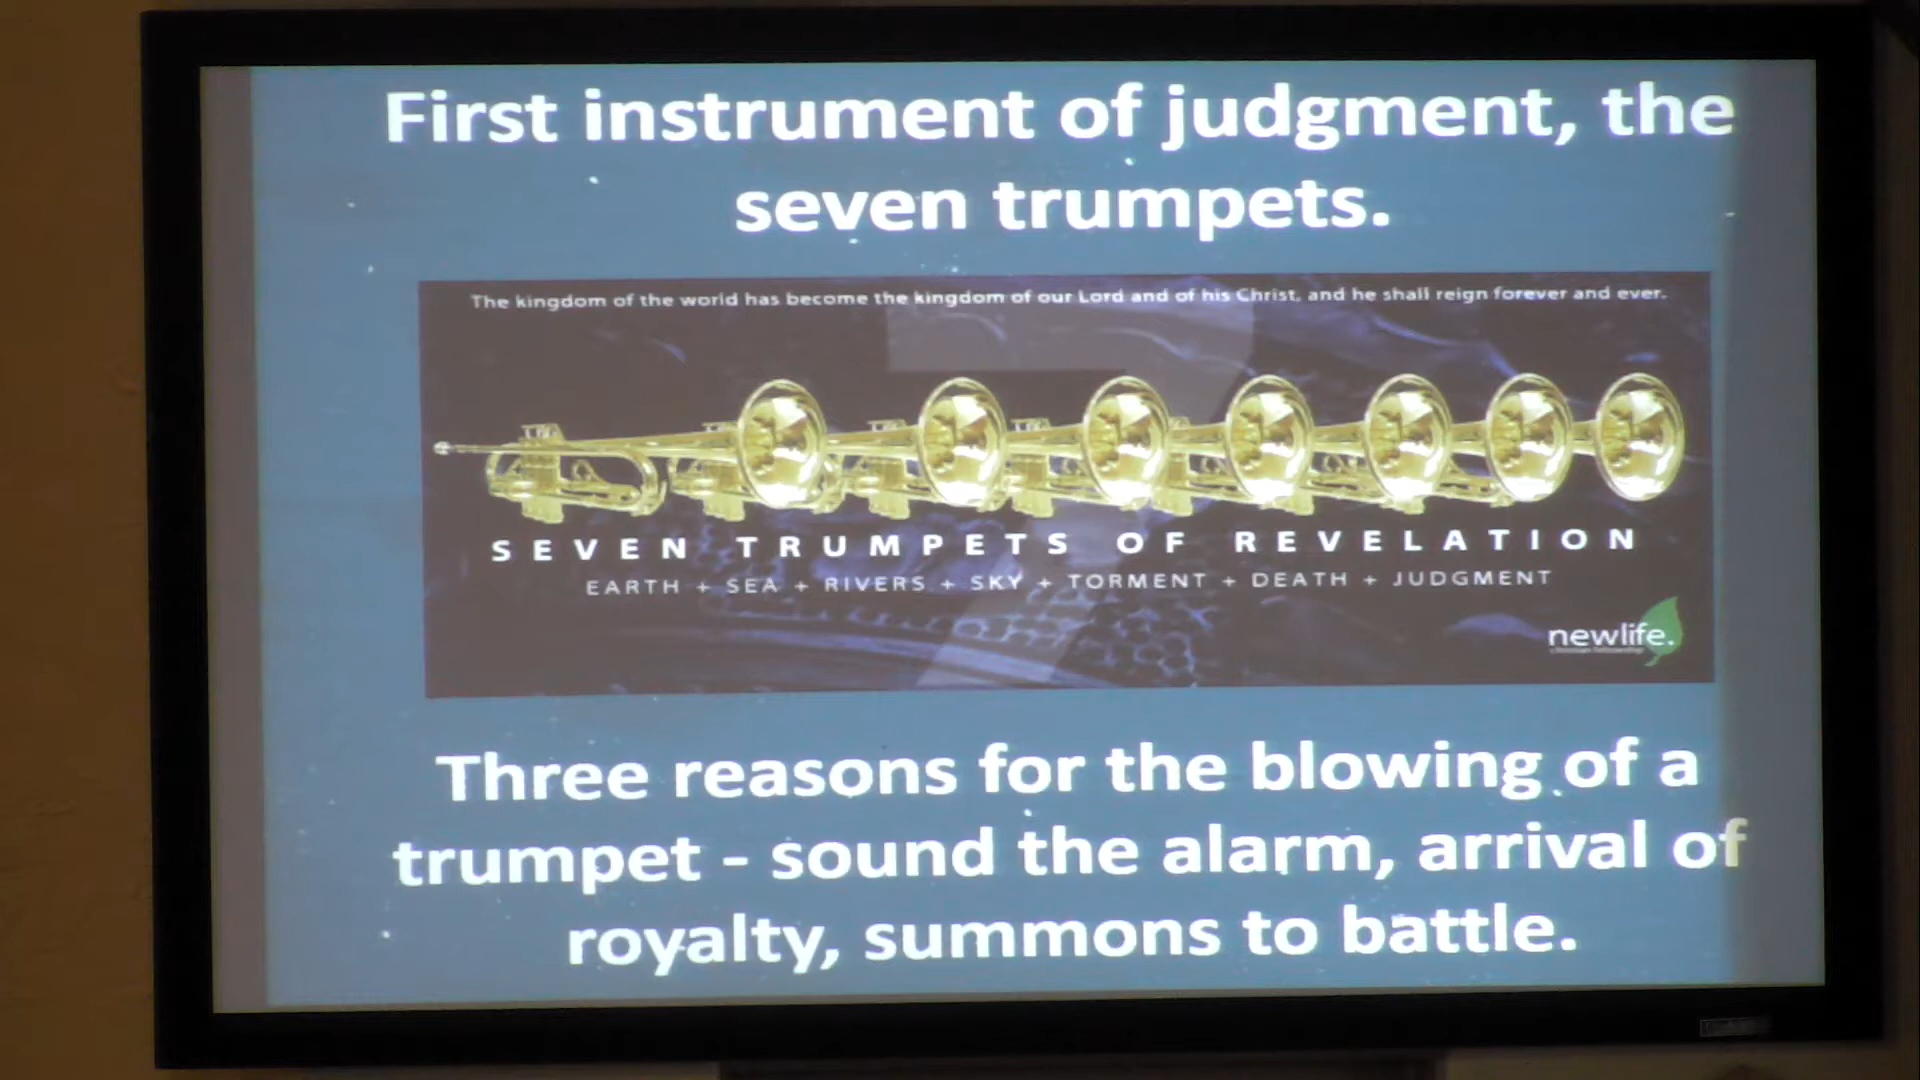 First instrument of judgment, the
seven trumpets.
The kingdom of the world has become the kingdom of our Lord and of his Christ, and he shall reign forever and ever.
SEVEN TRUMPETS OF REVELATION
EARTH + SEA + RIVERS + SKY + TORMENT + DEATH + JUDGMENT
newlife.
christian fellowship
Three reasons for the blowing of a
trumpet - sound the alarm, arrival of
royalty, summons to battle.